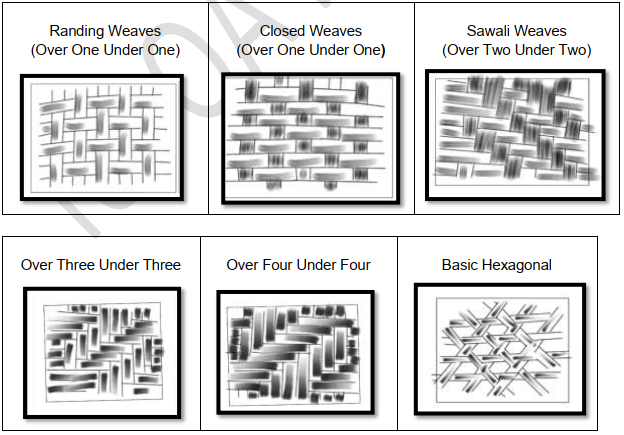 Randing Weaves
(Over One Under One)
Closed Weaves
(Over One Under One)
Sawali Weaves
(Over Two Under Two)
Over Three Under Three
Over Four Under Four
Basic Hexagonal